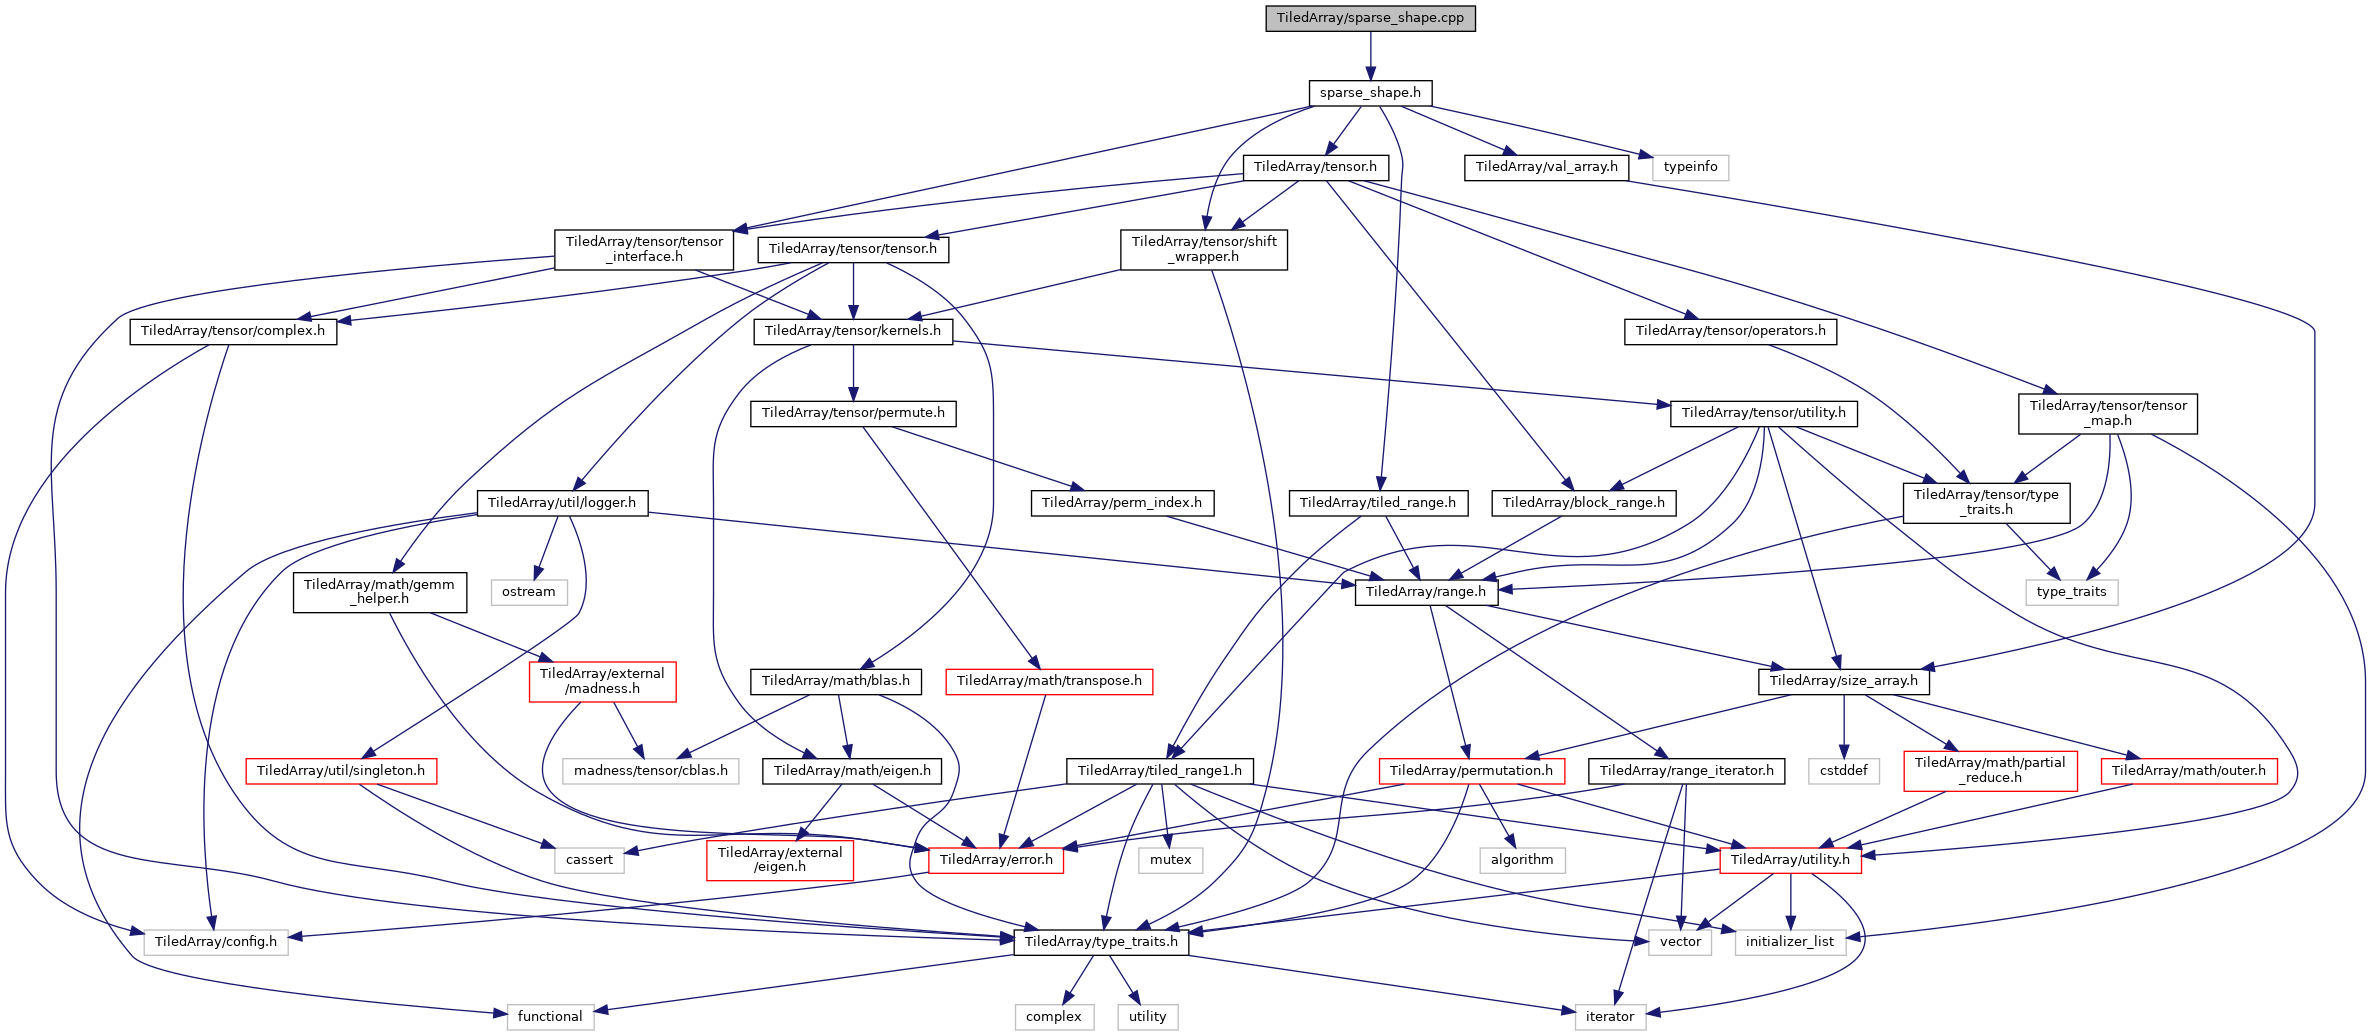 TiledArray/sparse_shape.cpp
sparse_shape.h
TiledArray/tensor.h
TiledArray/val_array.h
typeinfo
TiledArray/tensor/tensor
_interface.h
TiledArray/tensor/tensor.h
TiledArray/tensor/shift
_wrapper.h
TiledArray/tensor/complex.h
TiledArray/tensor/kernels.h
TiledArray/tensor/operators.h
TiledArray/tensor/permute.h
TiledArray/tensor/utility.h
TiledArray/tensor/tensor
_map.h
TiledArray/util/logger.h
TiledArray/perm_index.h
TiledArray/tiled_range.h
TiledArray/block_range.h
TiledArray/tensor/type
_traits.h
TiledArray/math/gemm
_helper.h
ostream
TiledArray/range.h
type_traits
TiledArray/external
/madness.h
TiledArray/math/blas.h
TiledArray/math/transpose.h
TiledArray/size_array.h
TiledArray/util/singleton.h
madness/tensor/cblas.h
TiledArray/math/eigen.h
TiledArray/tiled_range1.h
TiledArray/permutation.h
TiledArray/range_iterator.h
cstddef
TiledArray/math/partial
_reduce.h
TiledArray/math/outer.h
cassert
TiledArray/external
/eigen.h
TiledArray/error.h
mutex
algorithm
TiledArray/utility.h
TiledArray/config.h
TiledArray/type_traits.h
vector
initializer_list
functional
complex
utility
iterator